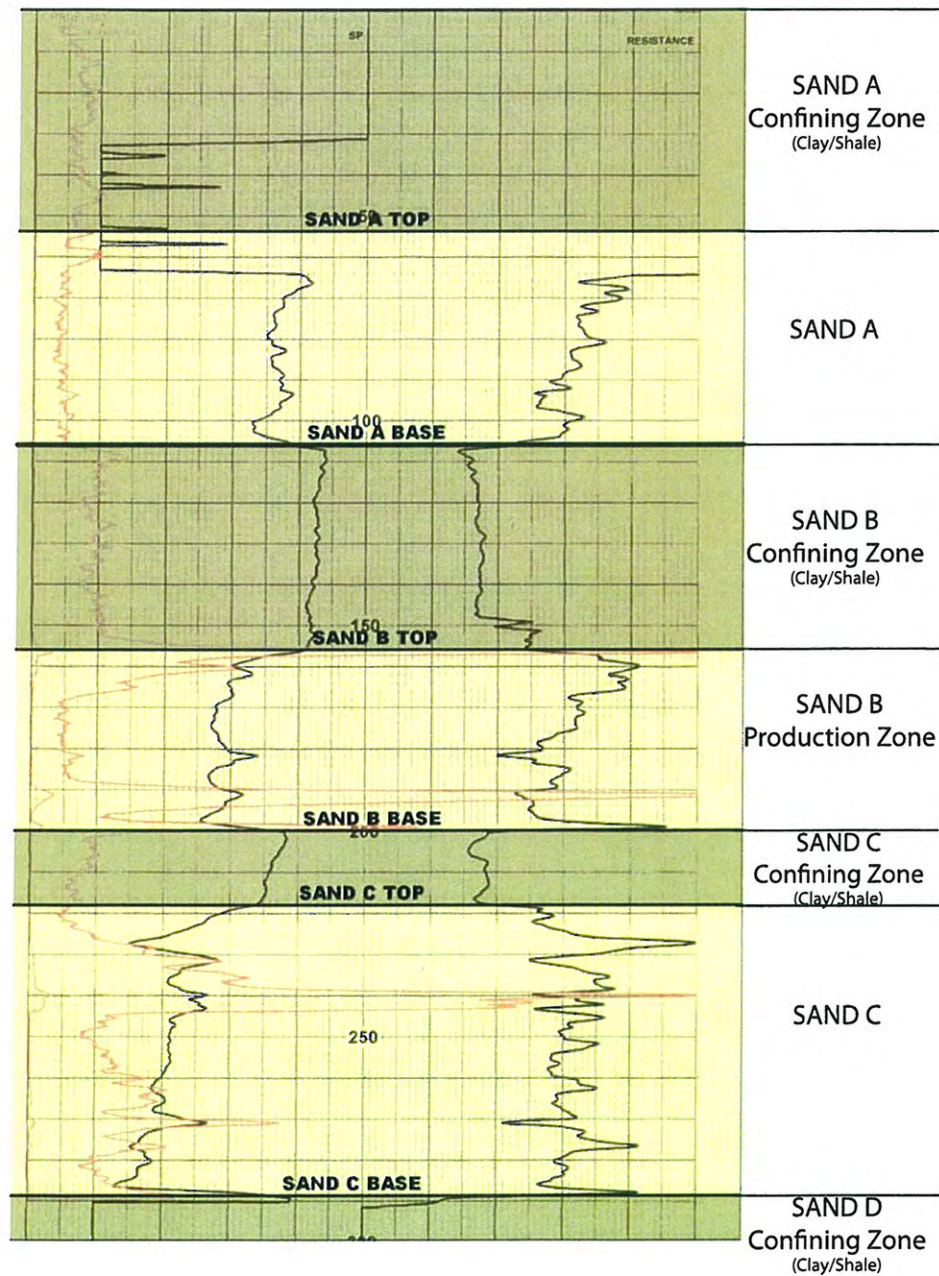 SP
RESISTANCE
SAND A
Confining Zone
(Clay/Shale)
50
SAND A TOP
SAND A
100
SAND A BASE
SAND B
Confining Zone
(Clay/Shale)
150
SAND B TOP
SAND B
Production Zone
SAND B BASE
200
SAND C
Confining Zone
(Clay/Shale)
SAND C TOP
250
SAND C
SAND C BASE
SAND D
Confining Zone
(Clay/Shale)